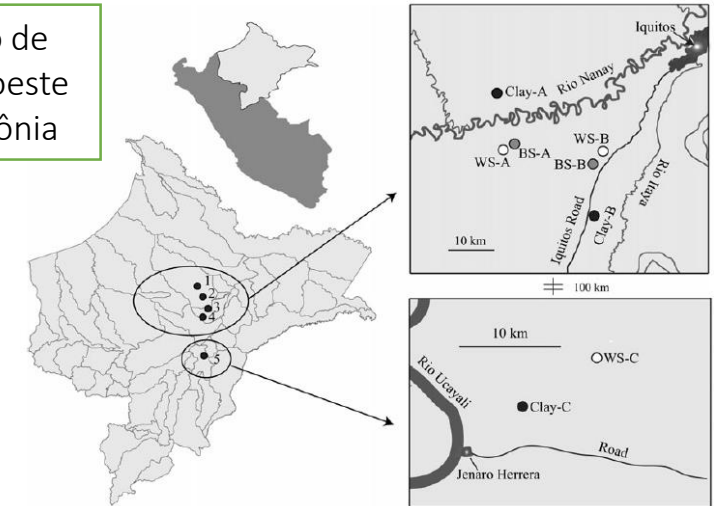 o de
oeste
ônia
1
2
3
4
5
Iquitos
Rio Nanay
Clay-A
WS-B
BS-A
WS-A
BS-B
Rio Itaya
Clay-B
Iquitos Road
10 km
100 km
10 km
WS-C
Rio Ucayali
Clay-C
Road
Jenaro Herrera